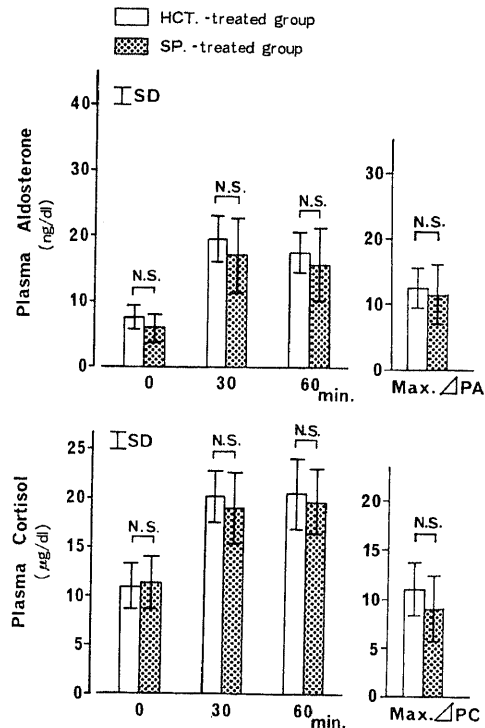 HCT. -treated group
SP. -treated group
SD
Plasma Aldosterone
(ng/dl)
40
30
20
10
0
N.S.
N.S.
N.S.
0
30
60
min.
30
20
10
0
N.S.
Max. ⊿PA
SD
Plasma Cortisol
(μg/dl)
25
20
15
10
5
0
N.S.
N.S.
N.S.
0
30
60
min.
20
15
10
5
0
N.S.
Max. ⊿PC